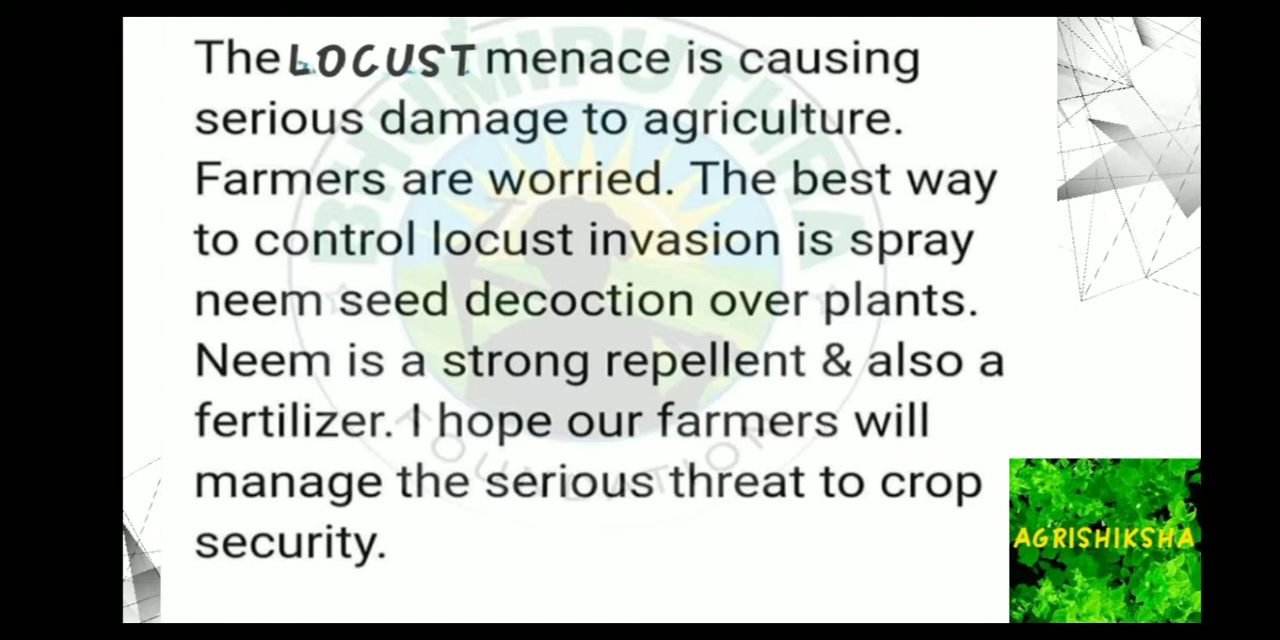 The LOCUST menace is causing
serious damage to agriculture.
Farmers are worried. The best way
to control locust invasion is spray
neem seed decoction over plants.
Neem is a strong repellent & also a
fertilizer. I hope our farmers will
manage the serious threat to crop
security.
BHUMIPUTHRA
FOUNDATION
AGRISHIKSHA